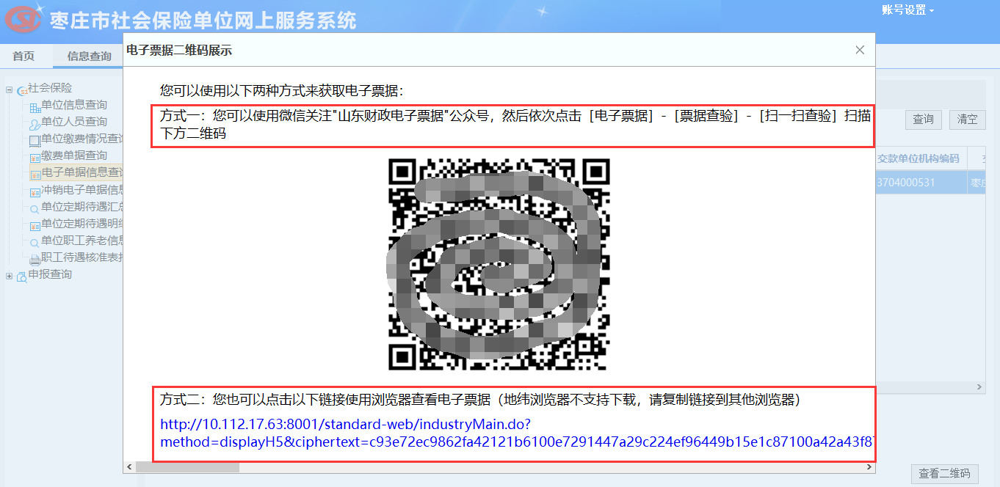 枣庄市社会保险单位网上服务系统
账号设置
首页
信息查询
电子票据二维码展示
社会保险
单位信息查询
单位人员查询
单位缴费情况查询
缴费单据查询
电子单据信息查询
冲销电子单据信息
单位定期待遇汇总
单位定期待遇明细
单位职工养老信息
职工待遇核准表打
申报查询
您可以使用以下两种方式来获取电子票据：
方式一：您可以使用微信关注"山东财政电子票据"公众号，然后依次点击［电子票据］-［票据查验］-［扫一扫查验］扫描
下方二维码
方式二：您也可以点击以下链接使用浏览器查看电子票据（地纬浏览器不支持下载，请复制链接到其他浏览器）
http://10.112.17.63:8001/standard-web/industryMain.do?
method=displayH5&ciphertext=c93e72ec9862fa42121b6100e7291447a29c224ef96449b15e1c87100a42a43f87
查询
清空
交款单位机构编码
3704000531
枣庄
查看二维码